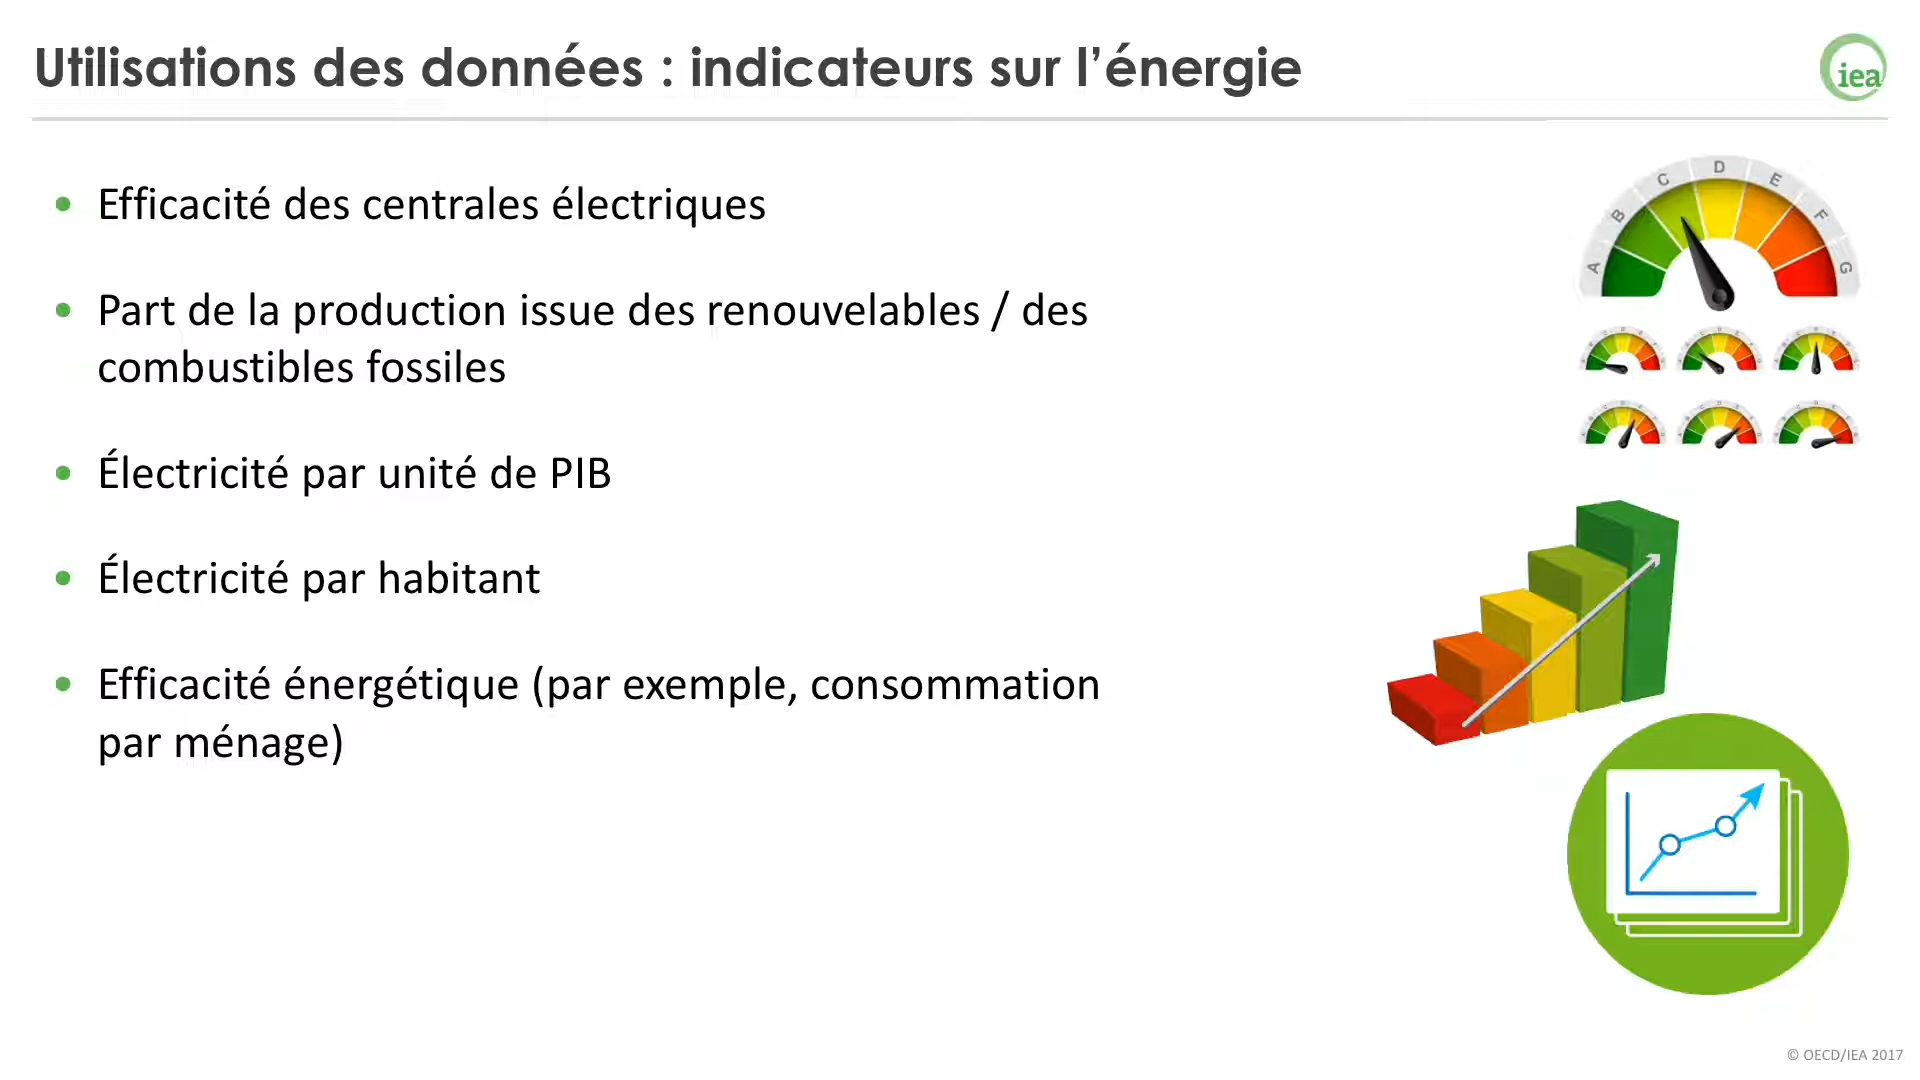 Utilisations des données : indicateurs sur l’énergie
iea
• Efficacité des centrales électriques
• Part de la production issue des renouvelables / des
combustibles fossiles
• Électricité par unité de PIB
• Électricité par habitant
• Efficacité énergétique (par exemple, consommation
par ménage)
A B C D E F G
© OECD/IEA 2017